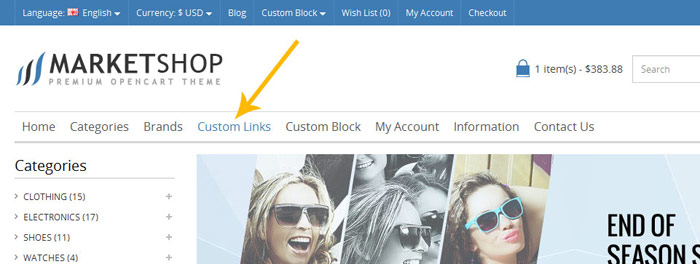 Language: English Currency: $ USD Blog Custom Block Wish List (0) My Account Checkout
MARKETSHOP
PREMIUM OPENCART THEME
1 item(s) - $383.88 Search
Home Categories Brands Custom Links Custom Block My Account Information Contact Us
Categories
CLOTHING (15) +
ELECTRONICS (17) +
SHOES (11) +
WATCHES (4) +
END OF
SEASON S